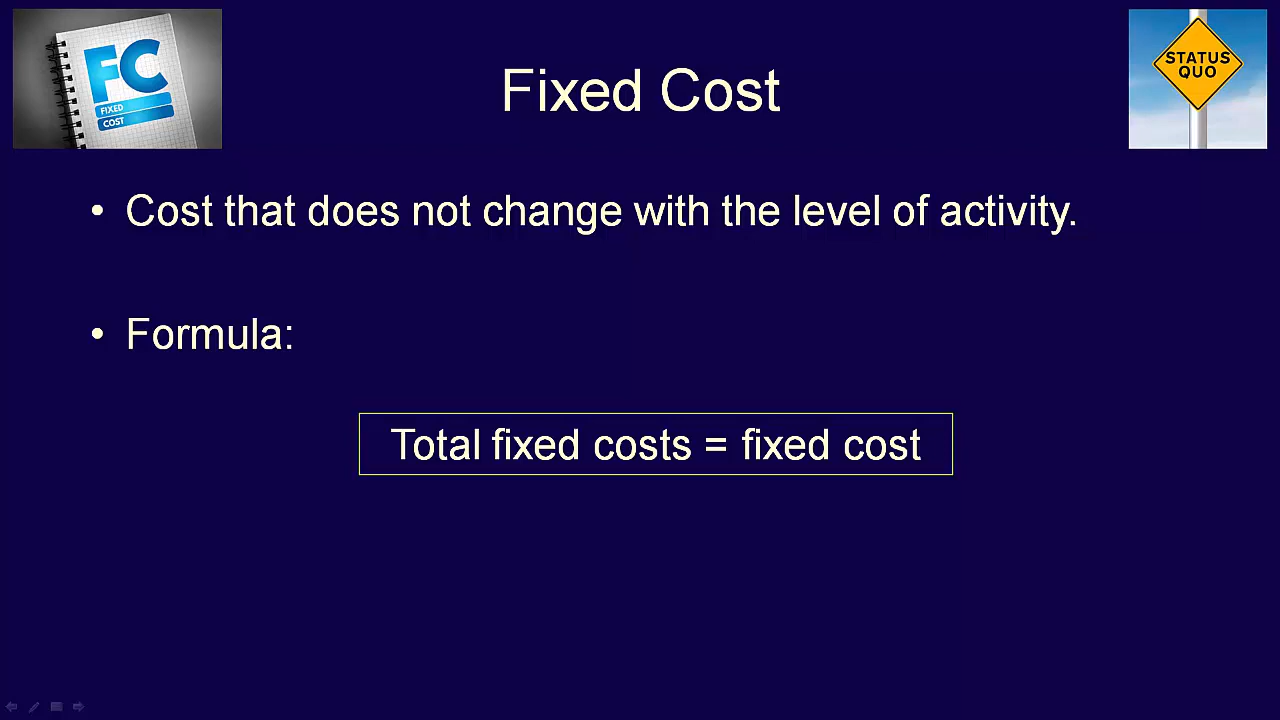 FC
FIXED
COST
Fixed Cost
STATUS
QUO
• Cost that does not change with the level of activity.
• Formula:
Total fixed costs = fixed cost